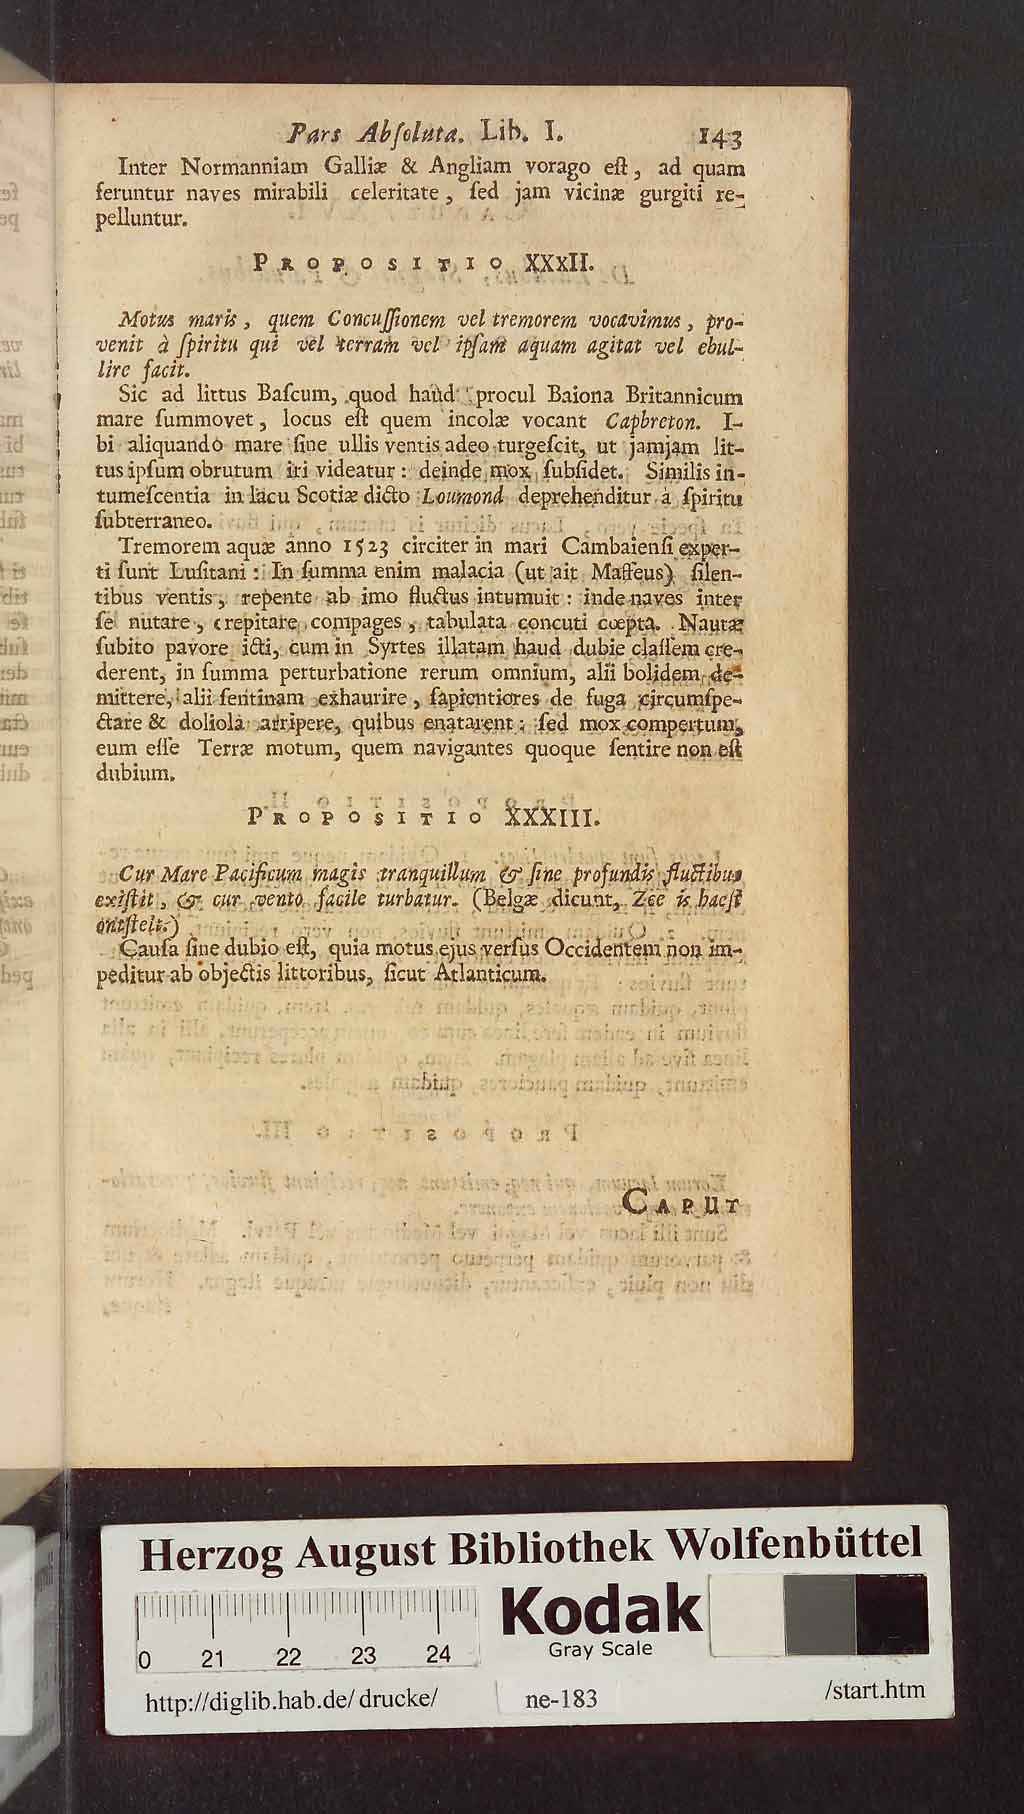 Pars Abſoluta. Lib. I. 143
Inter Normanniam Galliæ & Angliam vorago eſt, ad quam
feruntur naves mirabili celeritate, ſed jam vicinæ gurgiti re-
pelluntur.
PROPOSITIO XXXII.
Motus maris, quem Concuſſionem vel tremorem vocavimus, pro-
venit à ſpiritu qui vel terram vel ipſam aquam agitat vel ebul-
lire facit.
Sic ad littus Baſcum, quod haud procul Baiona Britannicum
mare ſummovet, locus eſt quem incolæ vocant Capbreton. I-
bi aliquando mare ſine ullis ventis adeo turgeſcit, ut jamjam lit-
tus ipſum obrutum iri videatur: deinde mox ſubſidet. Similis in-
tumeſcentia in lacu Scotiæ dicto Loumond deprehenditur a ſpiritu
ſubterraneo.
Tremorem aquæ anno 1523 circiter in mari Cambaienſi exper-
ti ſunt Luſitani: In ſumma enim malacia (ut ait Maffeus) ſilen-
tibus ventis, repente ab imo fluctus intumuit: inde naves inter
ſe nutare, crepitare compages, tabulata concuti cœpta. Nautæ
ſubito pavore icti, cum in Syrtes illatam haud dubie claſſem cre-
derent, in ſumma perturbatione rerum omnium, alii bolidem de-
mittere, alii ſentinam exhaurire, ſapientiores de fuga circumſpe-
ctare & doliola arripere, quibus enatarent: ſed mox compertum,
eum eſſe Terræ motum, quem navigantes quoque ſentire non eſt
dubium.
PROPOSITIO XXXIII.
Cur Mare Pacificum magis tranquillum & ſine profundis fluctibus
exiſtit, & cur vento facile turbatur. (Belgæ dicunt, Zee is haeſt
ontſtelt.)
Cauſa ſine dubio eſt, quia motus ejus verſus Occidentem non im-
peditur ab objectis littoribus, ſicut Atlanticum.
CAPUT
Herzog August Bibliothek Wolfenbüttel
0 21 22 23 24
Kodak
Gray Scale
http://diglib.hab.de/drucke/ ne-183 /start.htm